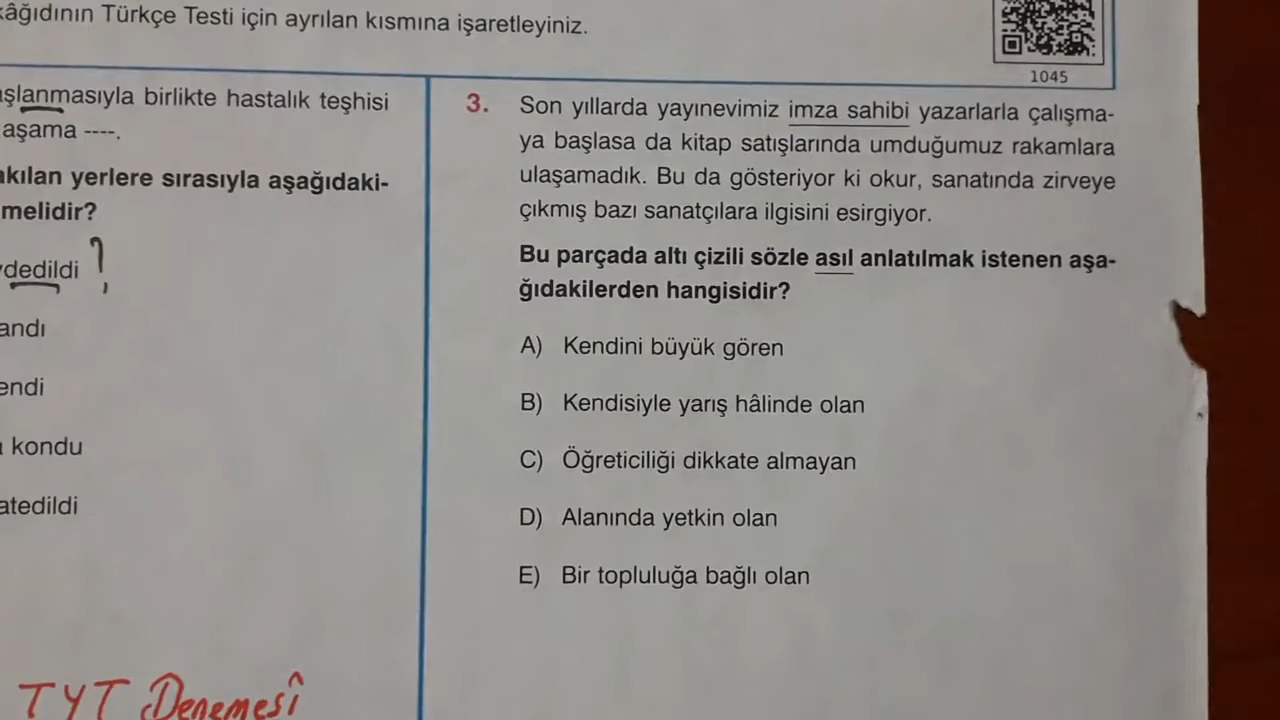 kâğıdının Türkçe Testi için ayrılan kısmına işaretleyiniz.
1045
aşlanmasıyla birlikte hastalık teşhisi
aşama ----.
akılan yerlere sırasıyla aşağıdaki-
melidir?
ydedildi ?
andı
endi
a kondu
atedildi
TYT Denemesî
3. Son yıllarda yayınevimiz imza sahibi yazarlarla çalışma-
ya başlasa da kitap satışlarında umduğumuz rakamlara
ulaşamadık. Bu da gösteriyor ki okur, sanatında zirveye
çıkmış bazı sanatçılara ilgisini esirgiyor.
Bu parçada altı çizili sözle asıl anlatılmak istenen aşa-
ğıdakilerden hangisidir?
A) Kendini büyük gören
B) Kendisiyle yarış hâlinde olan
C) Öğreticiliği dikkate almayan
D) Alanında yetkin olan
E) Bir topluluğa bağlı olan